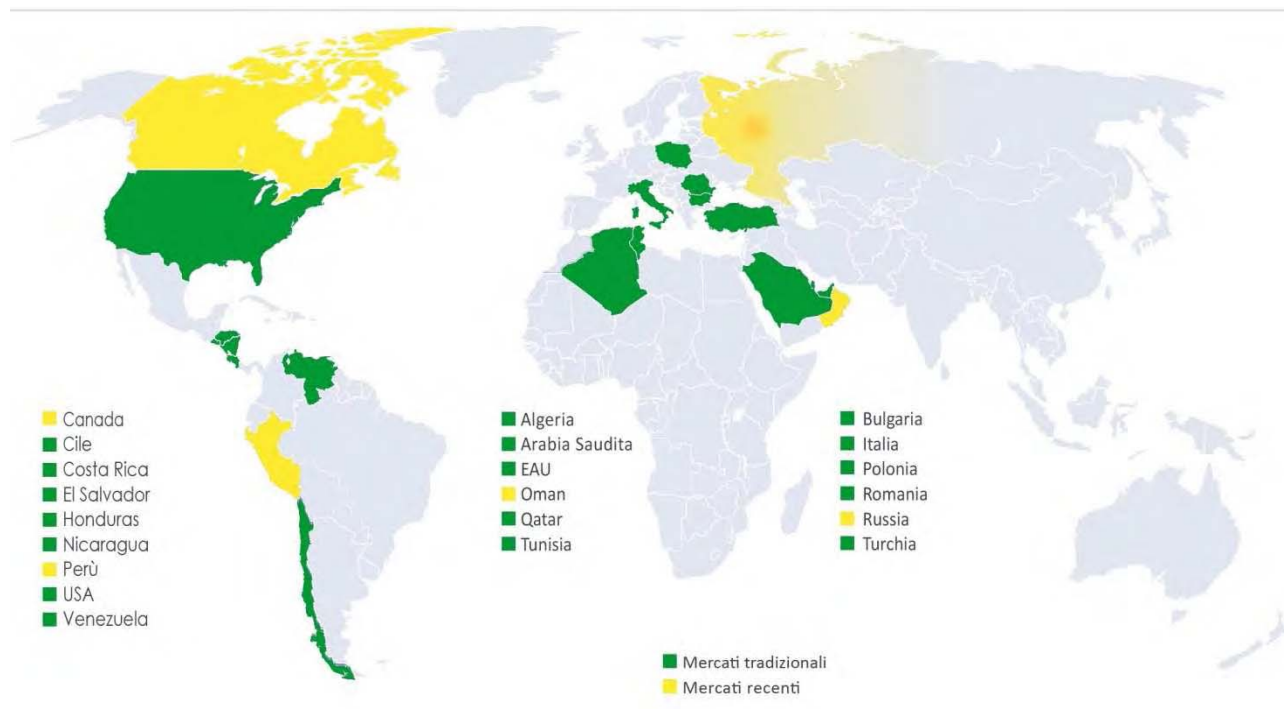 Canada
Cile
Costa Rica
El Salvador
Honduras
Nicaragua
Perù
USA
Venezuela
Algeria
Arabia Saudita
EAU
Oman
Qatar
Tunisia
Bulgaria
Italia
Polonia
Romania
Russia
Turchia
Mercati tradizionali
Mercati recenti